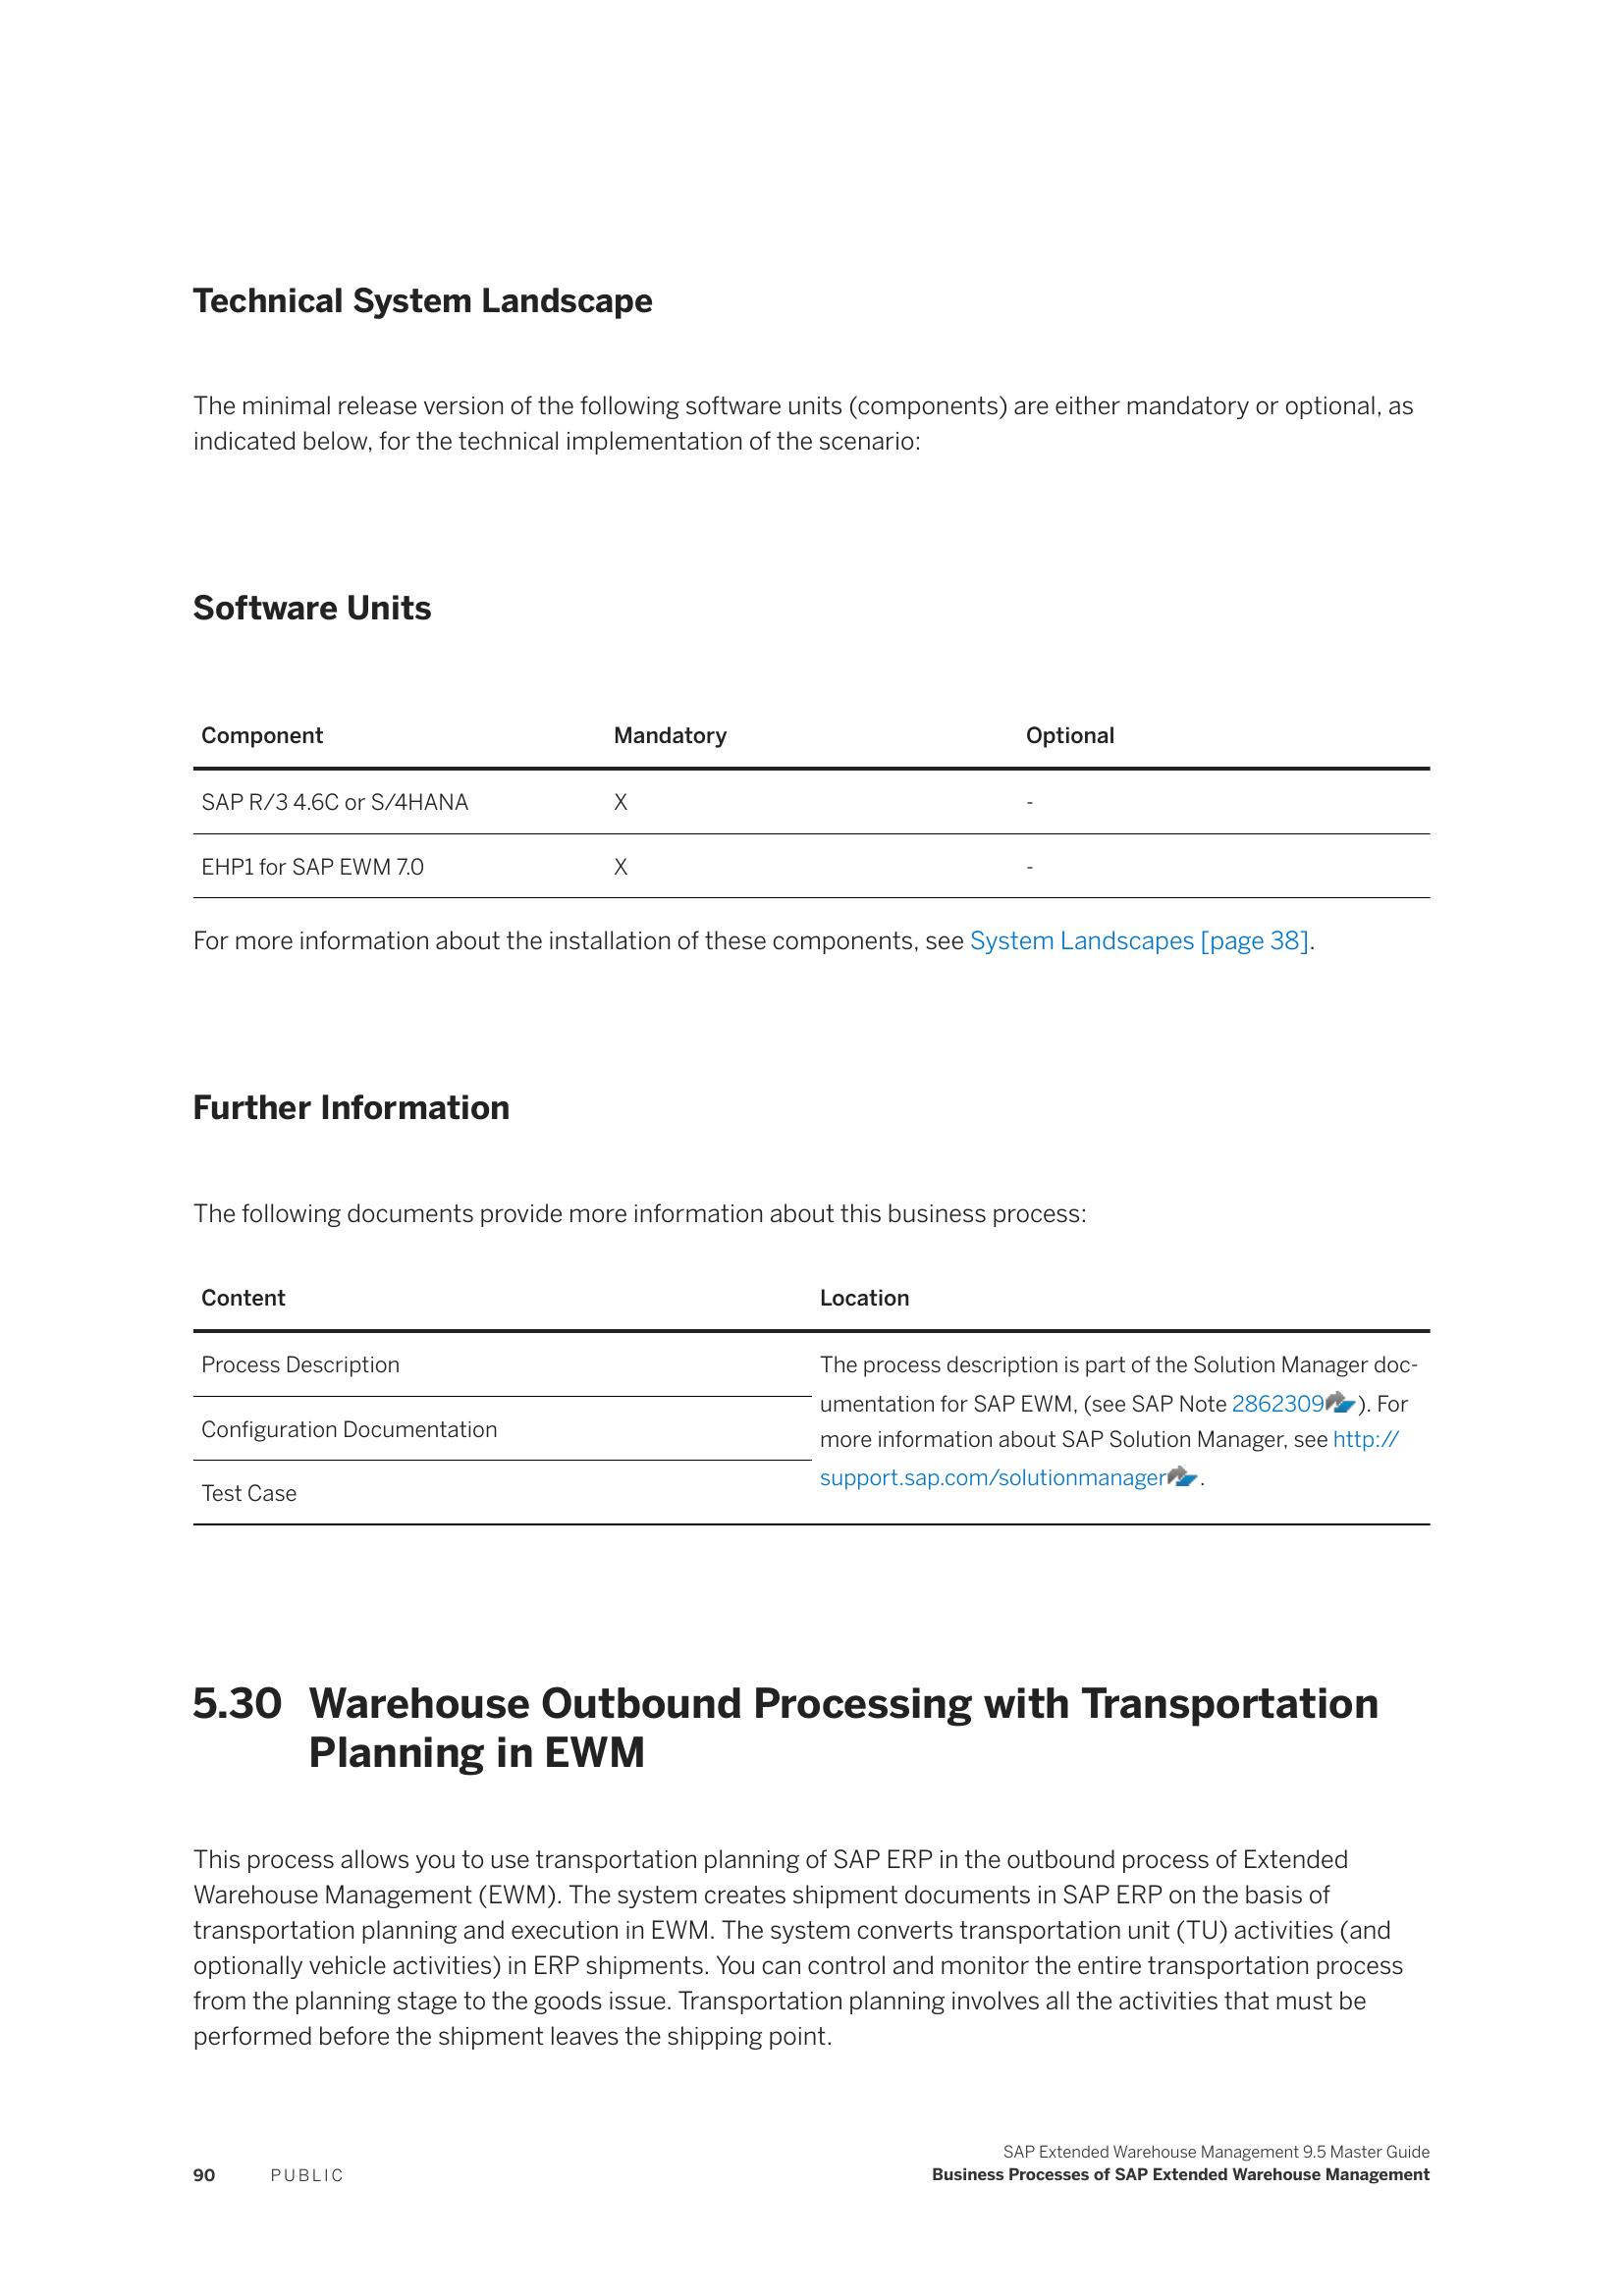 Technical System Landscape
The minimal release version of the following software units (components) are either mandatory or optional, as
indicated below, for the technical implementation of the scenario:
Software Units
Component Mandatory Optional
SAP R/3 4.6C or S/4HANA X -
EHP1 for SAP EWM 7.0 X -
For more information about the installation of these components, see System Landscapes [page 38].
Further Information
The following documents provide more information about this business process:
Content Location
Process Description
Configuration Documentation
Test Case
The process description is part of the Solution Manager doc-
umentation for SAP EWM, (see SAP Note 2862309). For
more information about SAP Solution Manager, see http://
support.sap.com/solutionmanager.
5.30 Warehouse Outbound Processing with Transportation
Planning in EWM
This process allows you to use transportation planning of SAP ERP in the outbound process of Extended
Warehouse Management (EWM). The system creates shipment documents in SAP ERP on the basis of
transportation planning and execution in EWM. The system converts transportation unit (TU) activities (and
optionally vehicle activities) in ERP shipments. You can control and monitor the entire transportation process
from the planning stage to the goods issue. Transportation planning involves all the activities that must be
performed before the shipment leaves the shipping point.
SAP Extended Warehouse Management 9.5 Master Guide
90 PUBLIC Business Processes of SAP Extended Warehouse Management